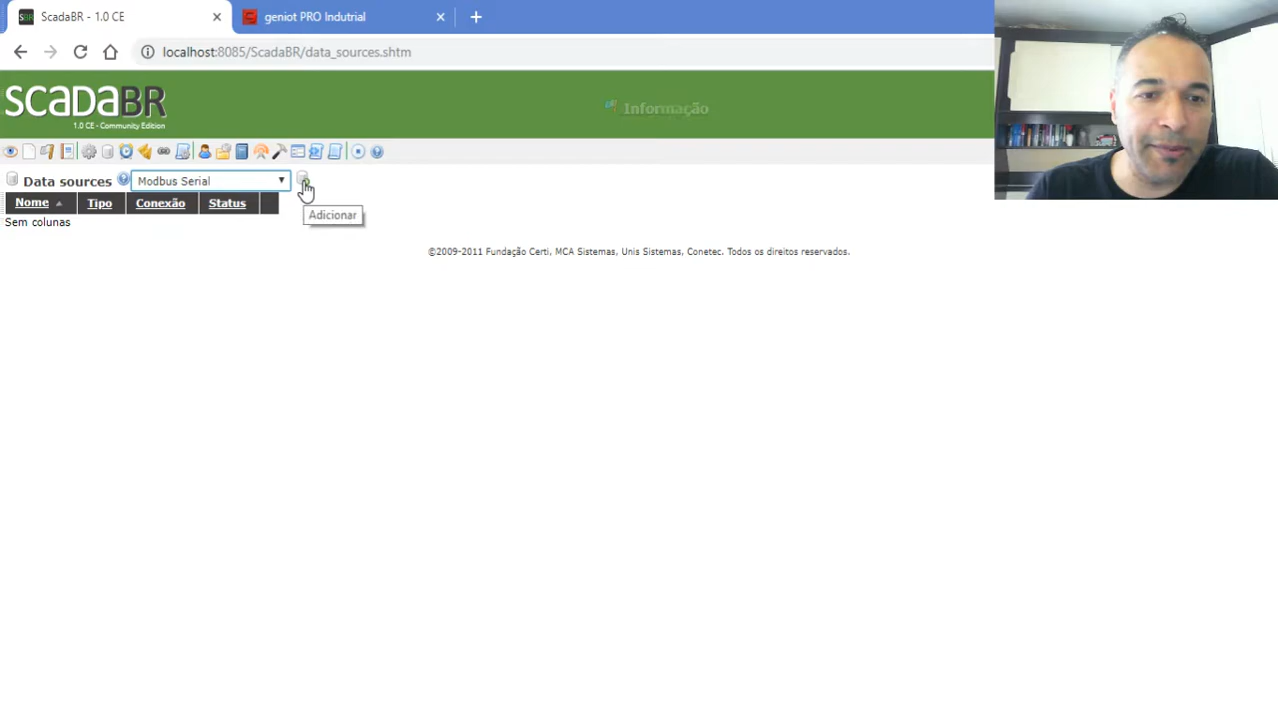 ScadaBR - 1.0 CE
geniot PRO Indutrial
localhost:8085/ScadaBR/data_sources.shtm
SCADABR
1.0 CE - Community Edition
Informação
Data sources
Modbus Serial
Nome
Tipo
Conexão
Status
Adicionar
Sem colunas
©2009-2011 Fundação Certi, MCA Sistemas, Unis Sistemas, Conetec. Todos os direitos reservados.